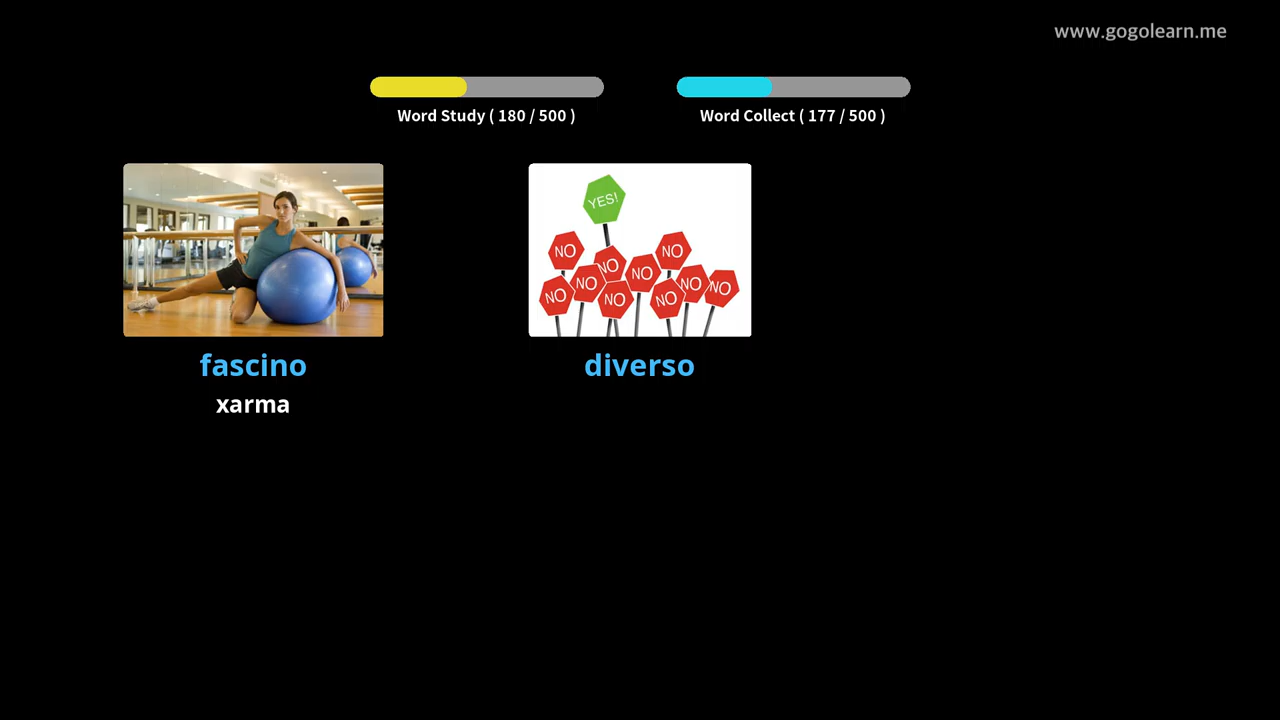 www.gogolearn.me
Word Study ( 180 / 500 )
Word Collect ( 177 / 500 )
YES!
NO
NO
NO
NO
NO
NO
NO
NO
NO
NO
fascino
diverso
xarma